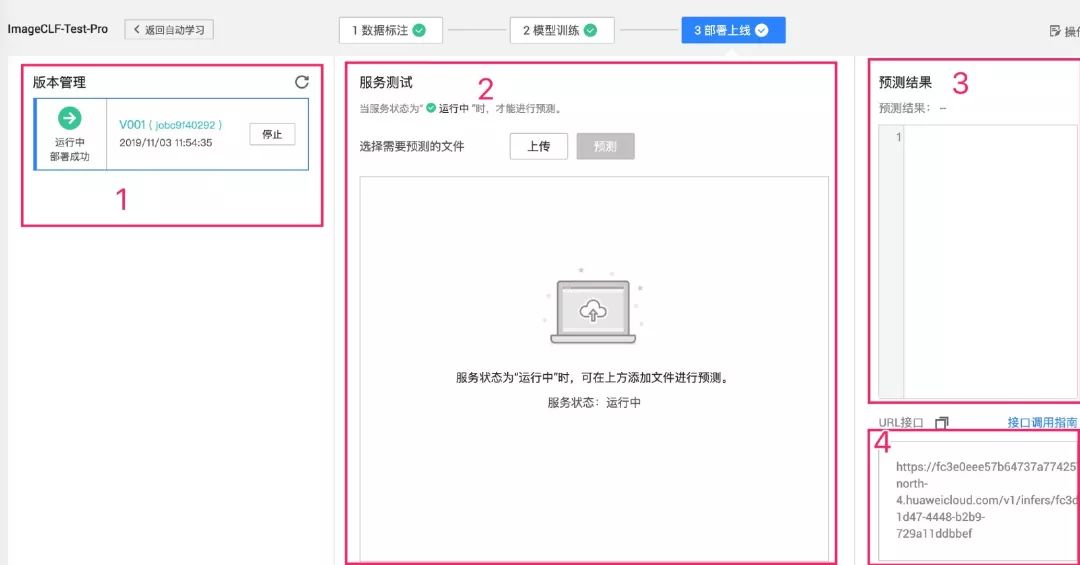 ImageCLF-Test-Pro
返回自动学习
1 数据标注
2 模型训练
3 部署上线
版本管理
运行中
部署成功
V001 ( jobc9f40292 )
2019/11/03 11:54:35
停止
1
服务测试
2
当服务状态为“ 运行中 ”时，才能进行预测。
选择需要预测的文件
上传
预测
服务状态为“运行中”时，可在上方添加文件进行预测。
服务状态：运行中
预测结果
3
预测结果： --
1
URL接口
接口调用指南
4
https://fc3e0eee57b64737a77425
north-
4.huaweicloud.com/v1/infers/fc3d
1d47-4448-b2b9-
729a11ddbbef